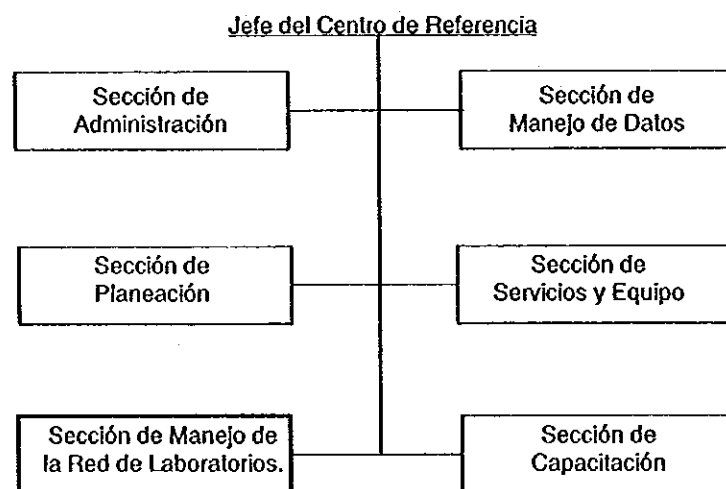 Jefe del Centro de Referencia
Sección de
Administración
Sección de
Manejo de Datos
Sección de
Planeación
Sección de
Servicios y Equipo
Sección de Manejo de
la Red de Laboratorios.
Sección de
Capacitación